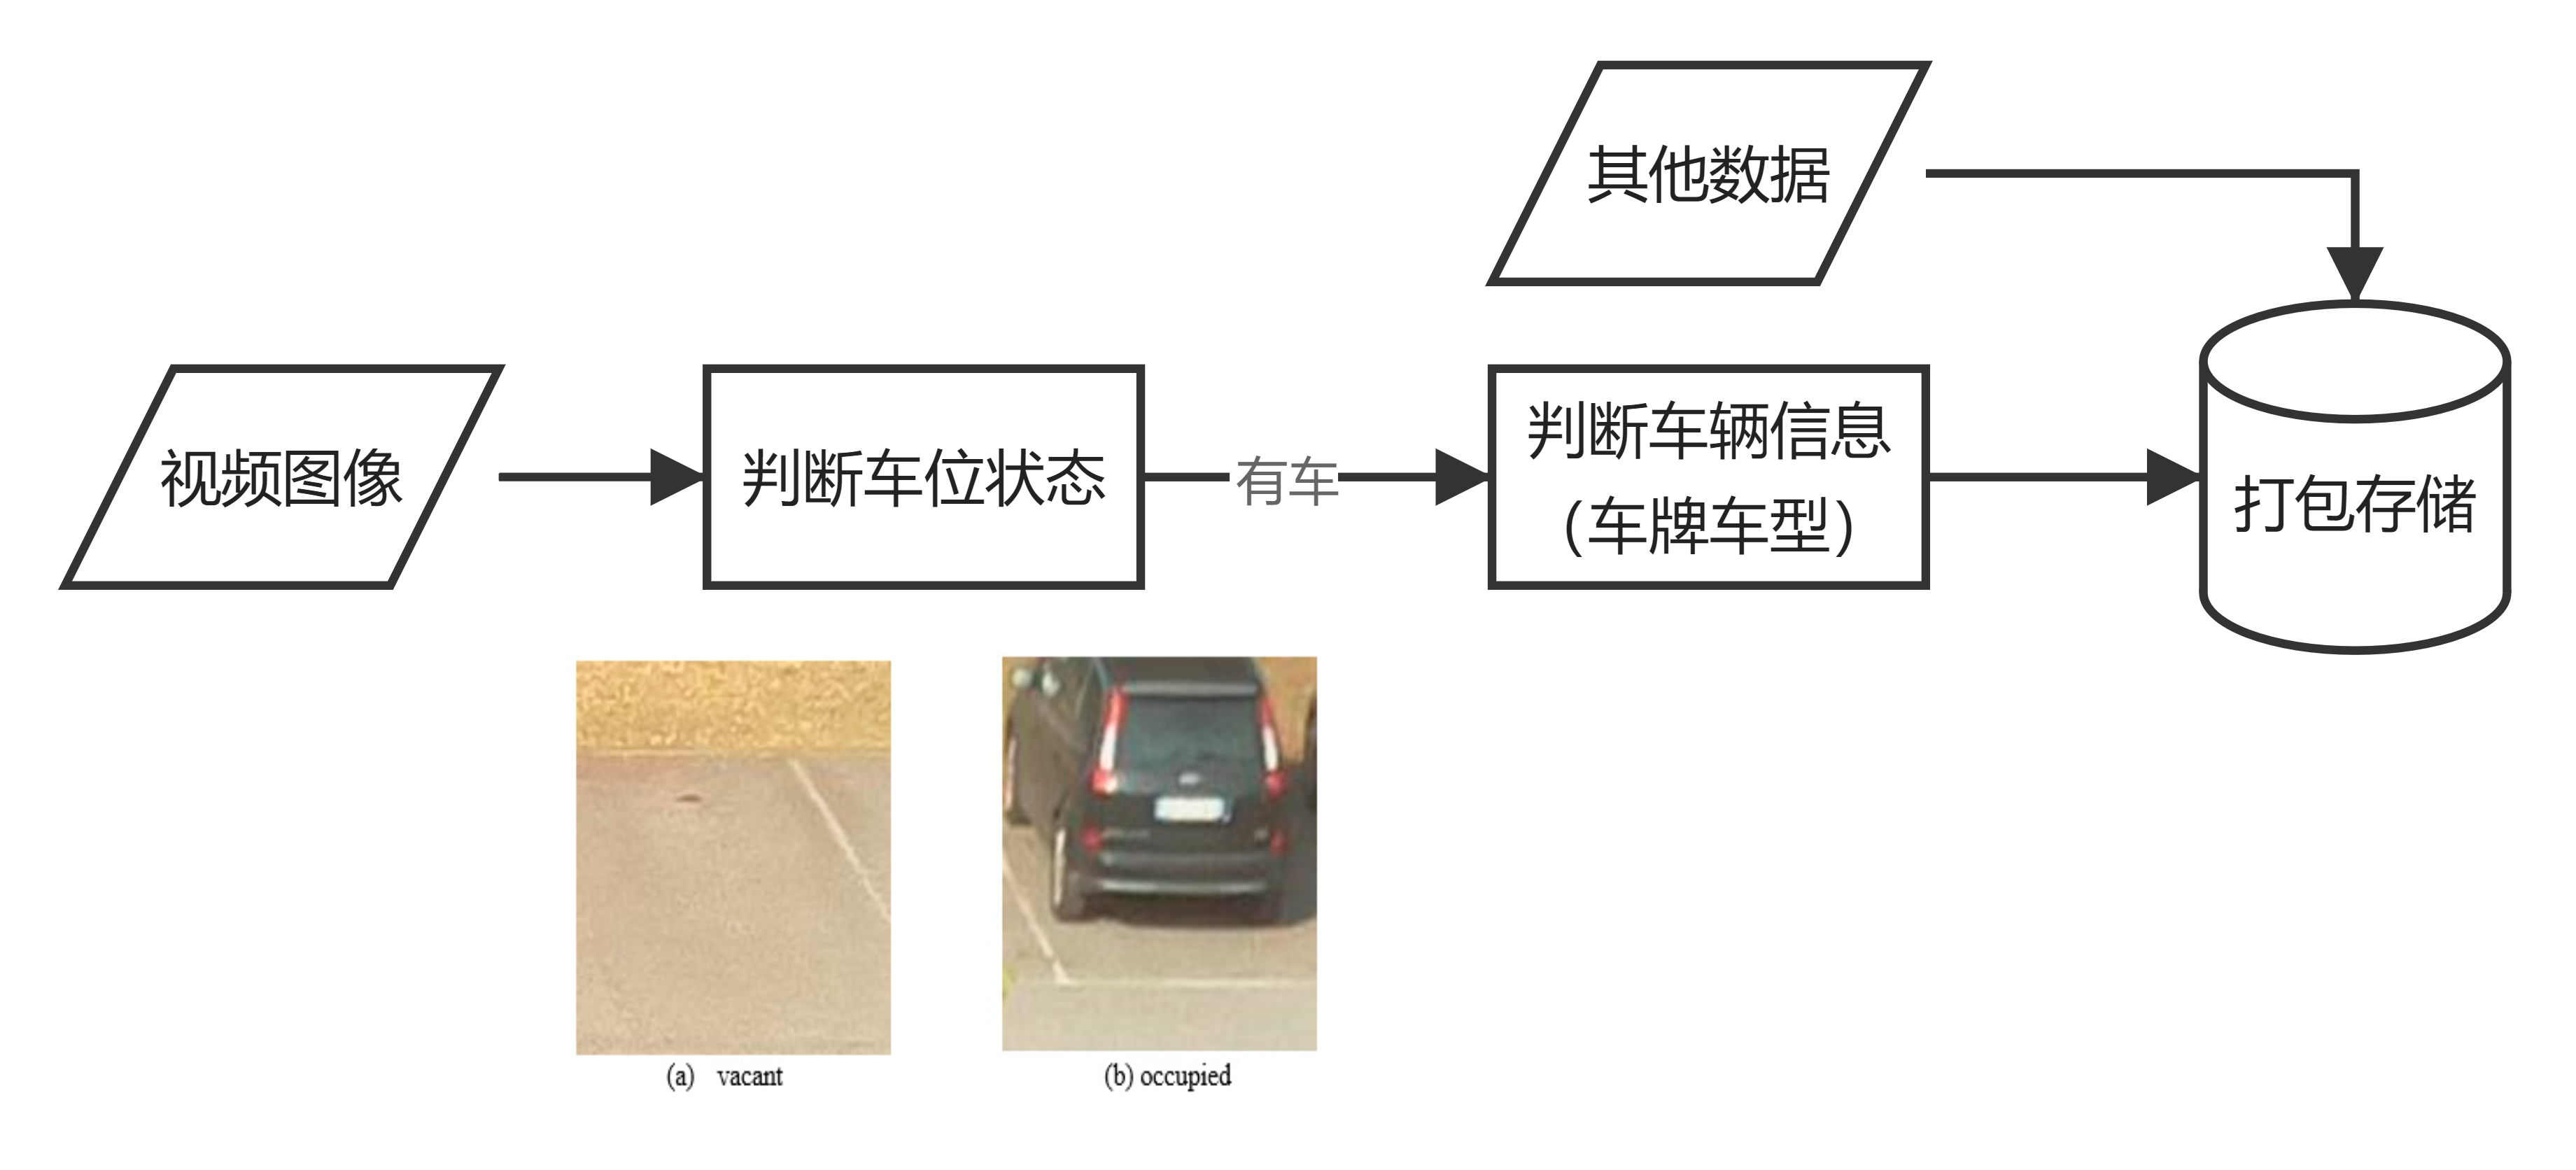 其他数据
视频图像
判断车位状态
有车
判断车辆信息
（车牌车型）
打包存储
(a) vacant
(b) occupied